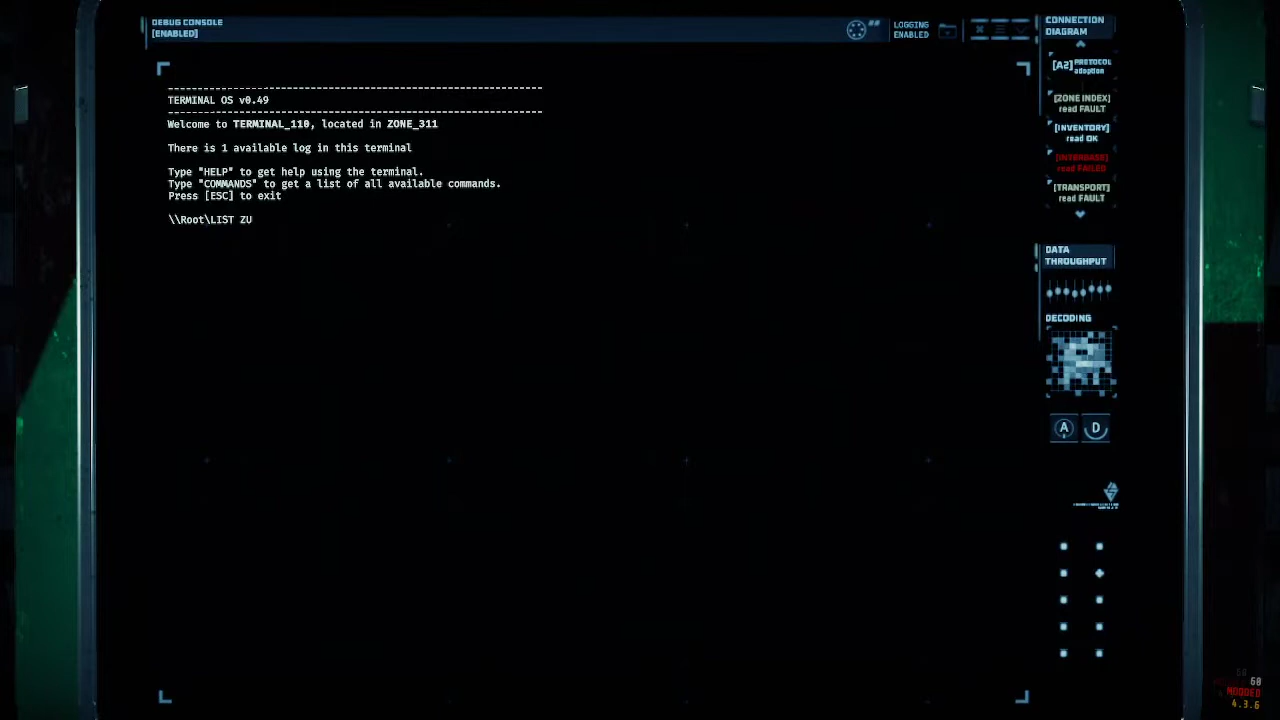 DEBUG CONSOLE
[ENABLED]
LOGGING
ENABLED
------------------------------------------------------------------
TERMINAL OS v0.49
------------------------------------------------------------------
Welcome to TERMINAL_110, located in ZONE_311
There is 1 available log in this terminal
Type "HELP" to get help using the terminal.
Type "COMMANDS" to get a list of all available commands.
Press [ESC] to exit
\\Root\LIST ZU
CONNECTION
DIAGRAM
[A2] PROTOCOL
adoption
[ZONE INDEX]
read FAULT
[INVENTORY]
read OK
[INTERBASE]
read FAILED
[TRANSPORT]
read FAULT
DATA
THROUGHPUT
DECODING
A D
60
MODDED
4.3.6